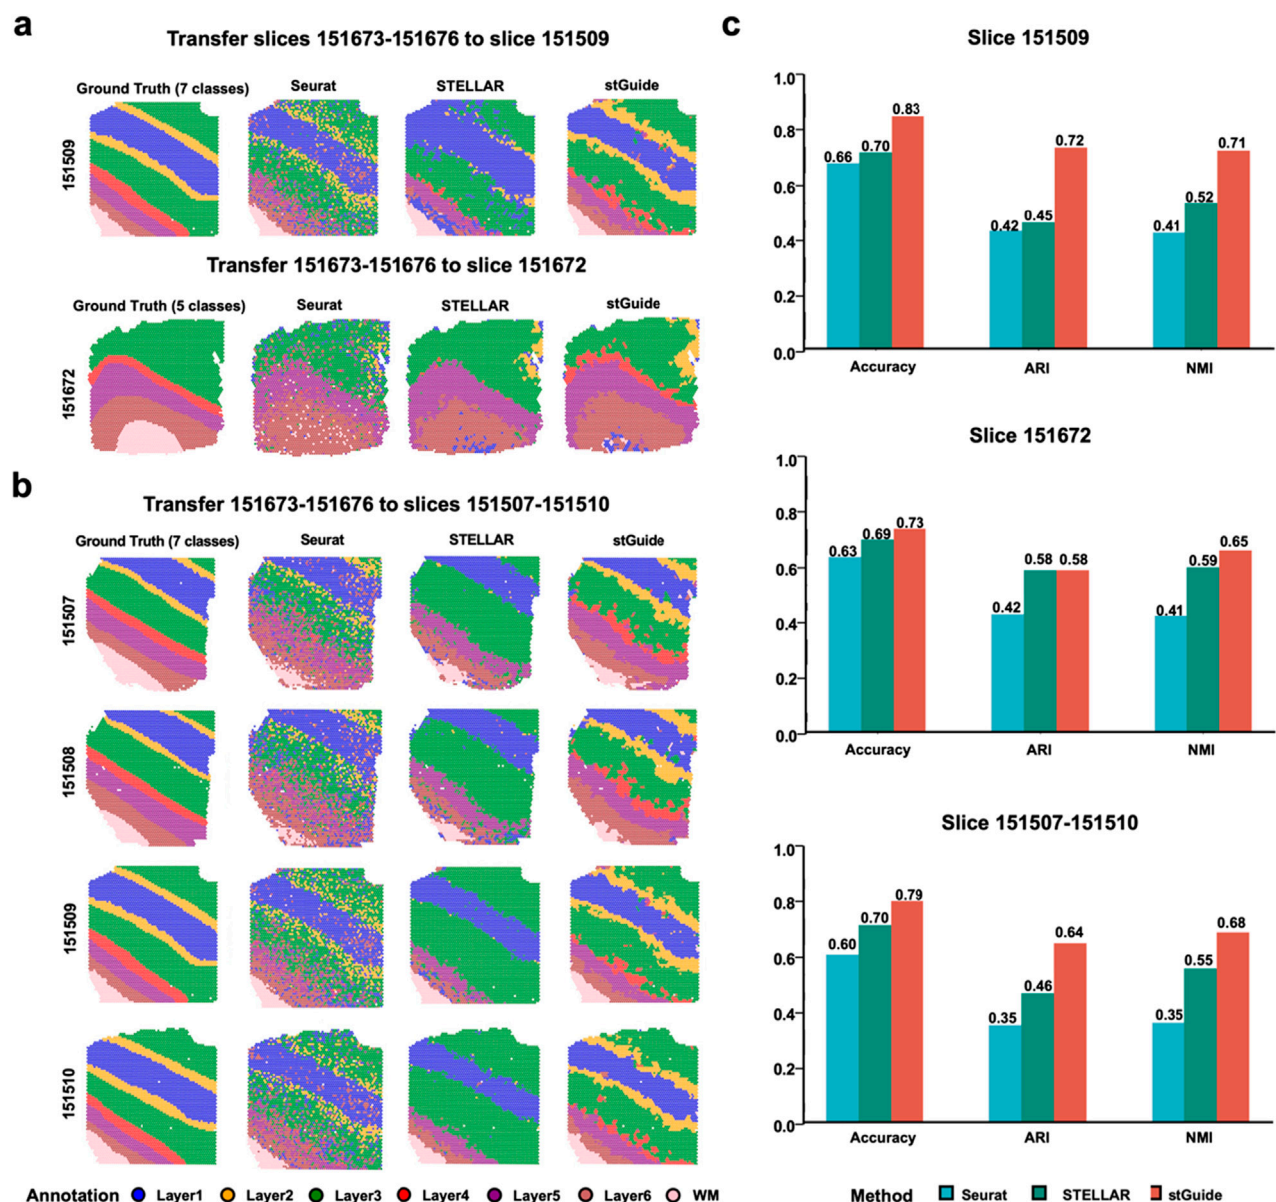 a
Transfer slices 151673-151676 to slice 151509
Ground Truth (7 classes) Seurat STELLAR stGuide
151509
Transfer 151673-151676 to slice 151672
Ground Truth (5 classes) Seurat STELLAR stGuide
151672
b
Transfer 151673-151676 to slices 151507-151510
Ground Truth (7 classes) Seurat STELLAR stGuide
151507
151508
151509
151510
Annotation Layer1 Layer2 Layer3 Layer4 Layer5 Layer6 WM
c
Slice 151509
1.0
0.8
0.6
0.4
0.2
0.0
0.66 0.70 0.83
0.42 0.45 0.72
0.41 0.52 0.71
Accuracy ARI NMI
Slice 151672
1.0
0.8
0.6
0.4
0.2
0.0
0.63 0.69 0.73
0.42 0.58 0.58
0.41 0.59 0.65
Accuracy ARI NMI
Slice 151507-151510
1.0
0.8
0.6
0.4
0.2
0.0
0.60 0.70 0.79
0.35 0.46 0.64
0.35 0.55 0.68
Accuracy ARI NMI
Method Seurat STELLAR stGuide